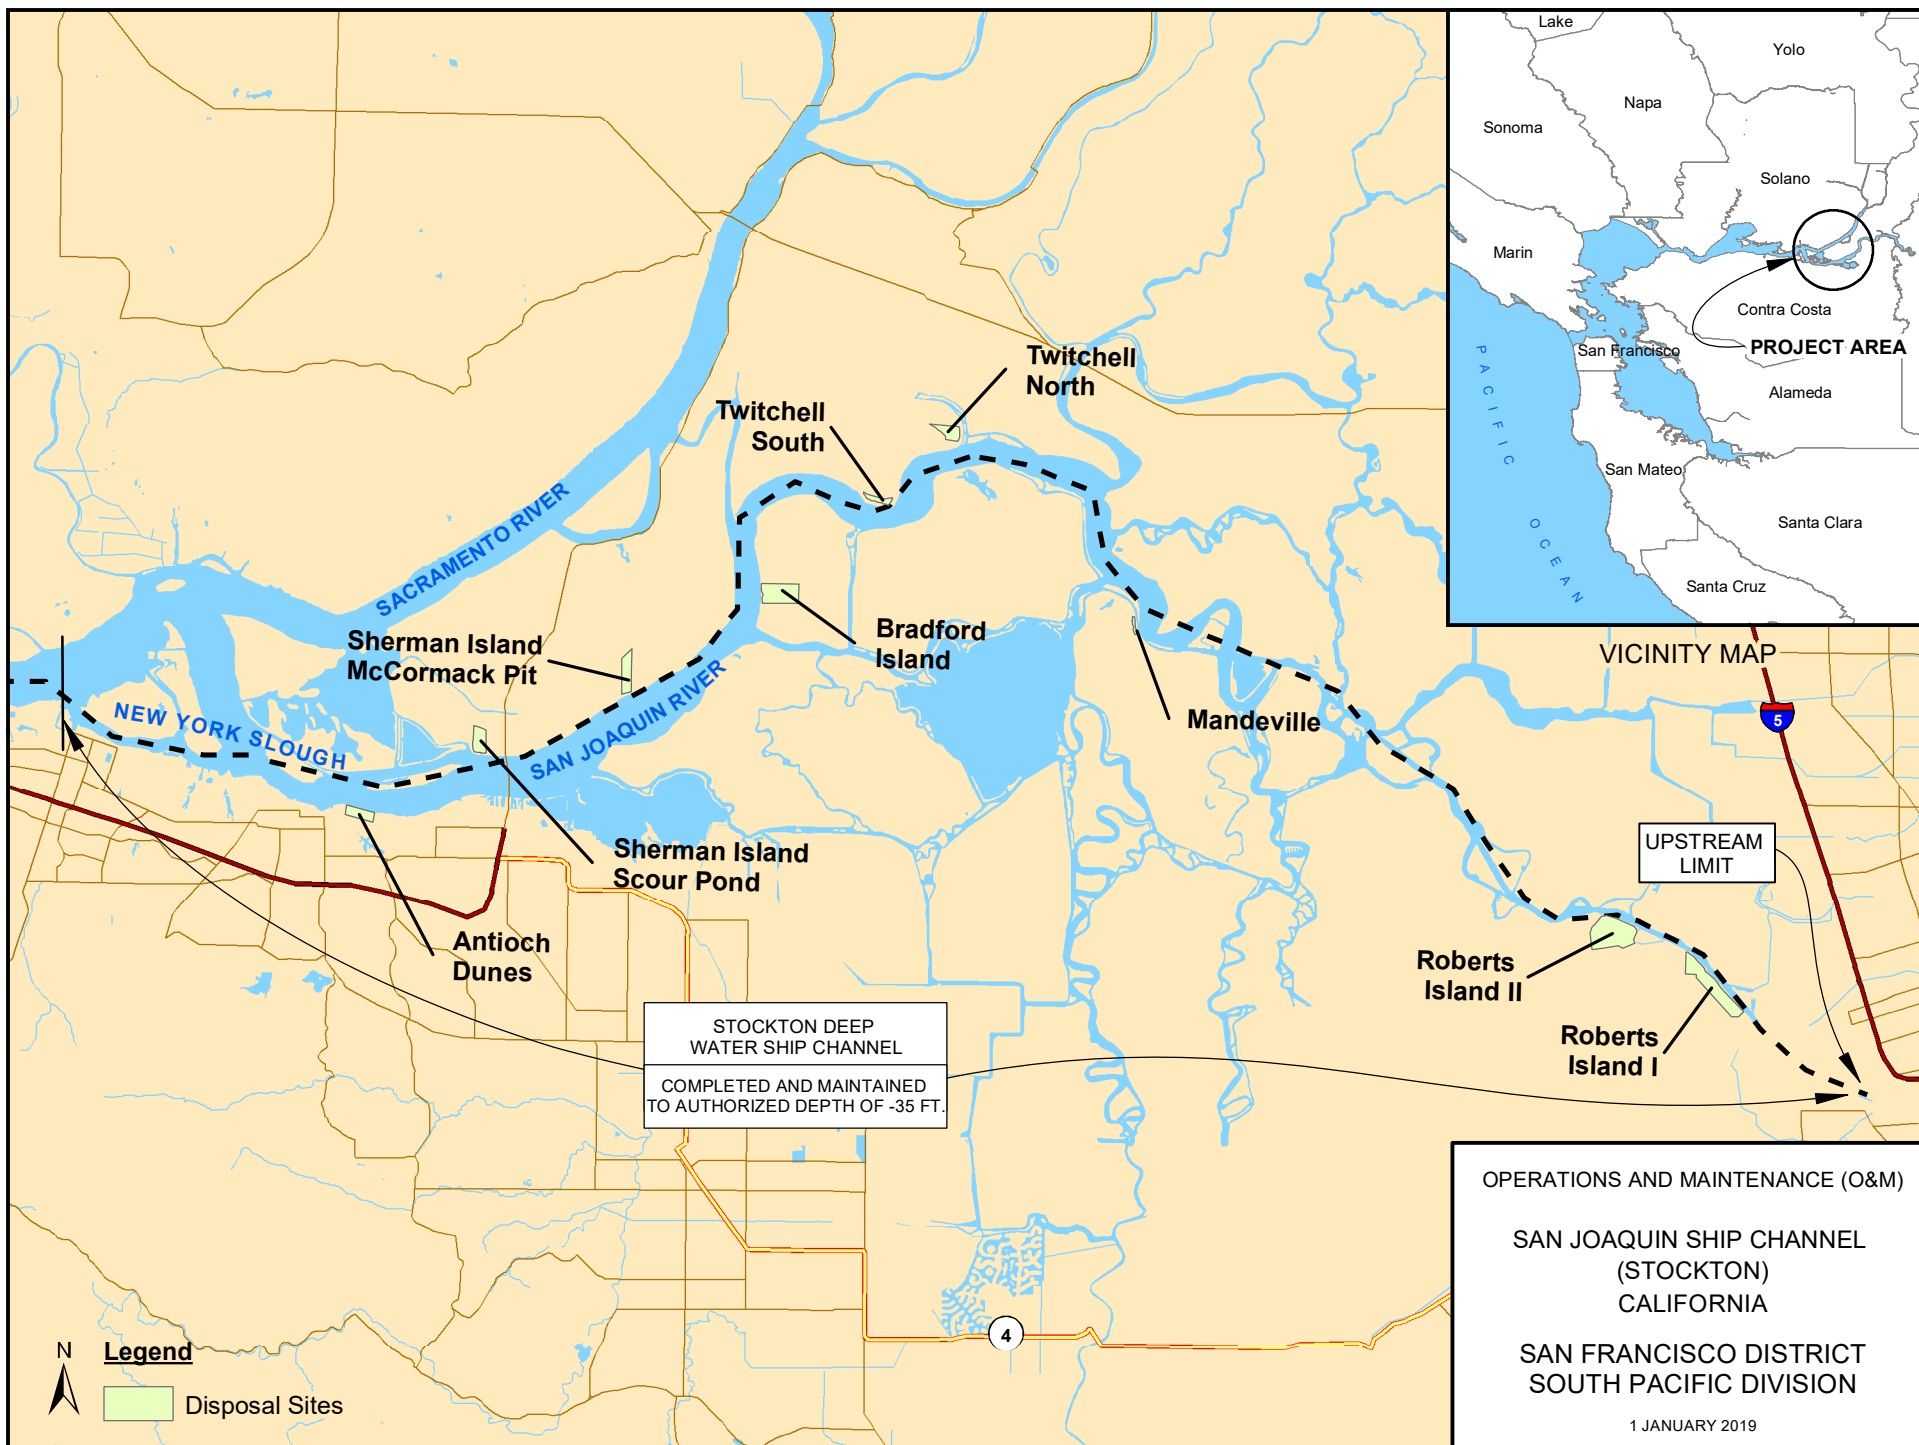 Lake
Yolo
Napa
Sonoma
Solano
Marin
Contra Costa
San Francisco
PROJECT AREA
Alameda
San Mateo
Santa Clara
Santa Cruz
PACIFIC OCEAN
VICINITY MAP
5
Twitchell
North
Twitchell
South
SACRAMENTO RIVER
Sherman Island
McCormack Pit
Bradford
Island
SAN JOAQUIN RIVER
NEW YORK SLOUGH
Mandeville
Sherman Island
Scour Pond
Antioch
Dunes
UPSTREAM
LIMIT
Roberts
Island II
Roberts
Island I
STOCKTON DEEP
WATER SHIP CHANNEL
COMPLETED AND MAINTAINED
TO AUTHORIZED DEPTH OF -35 FT.
4
N
Legend
Disposal Sites
OPERATIONS AND MAINTENANCE (O&M)
SAN JOAQUIN SHIP CHANNEL
(STOCKTON)
CALIFORNIA
SAN FRANCISCO DISTRICT
SOUTH PACIFIC DIVISION
1 JANUARY 2019